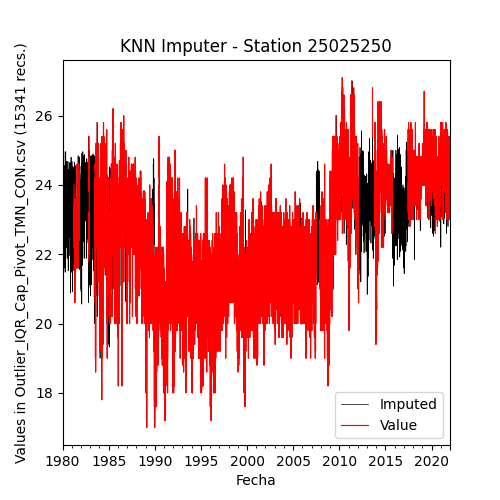 KNN Imputer - Station 25025250
Values in Outlier_IQR_Cap_Pivot_TMN_CON.csv (15341 recs.)
26
24
22
20
18
Imputed
Value
1980 1985 1990 1995 2000 2005 2010 2015 2020
Fecha